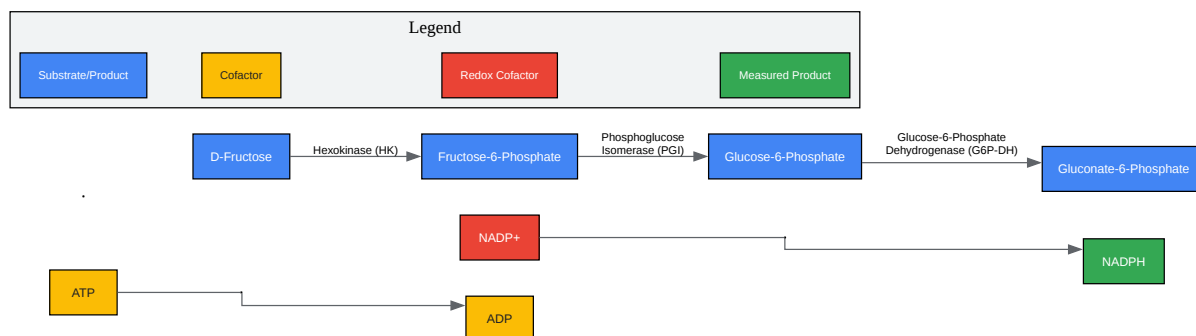 Legend
Substrate/Product
Cofactor
Redox Cofactor
Measured Product
D-Fructose
Hexokinase (HK)
Fructose-6-Phosphate
Phosphoglucose
Isomerase (PGI)
Glucose-6-Phosphate
Glucose-6-Phosphate
Dehydrogenase (G6P-DH)
Gluconate-6-Phosphate
.
NADP+
NADPH
ATP
ADP